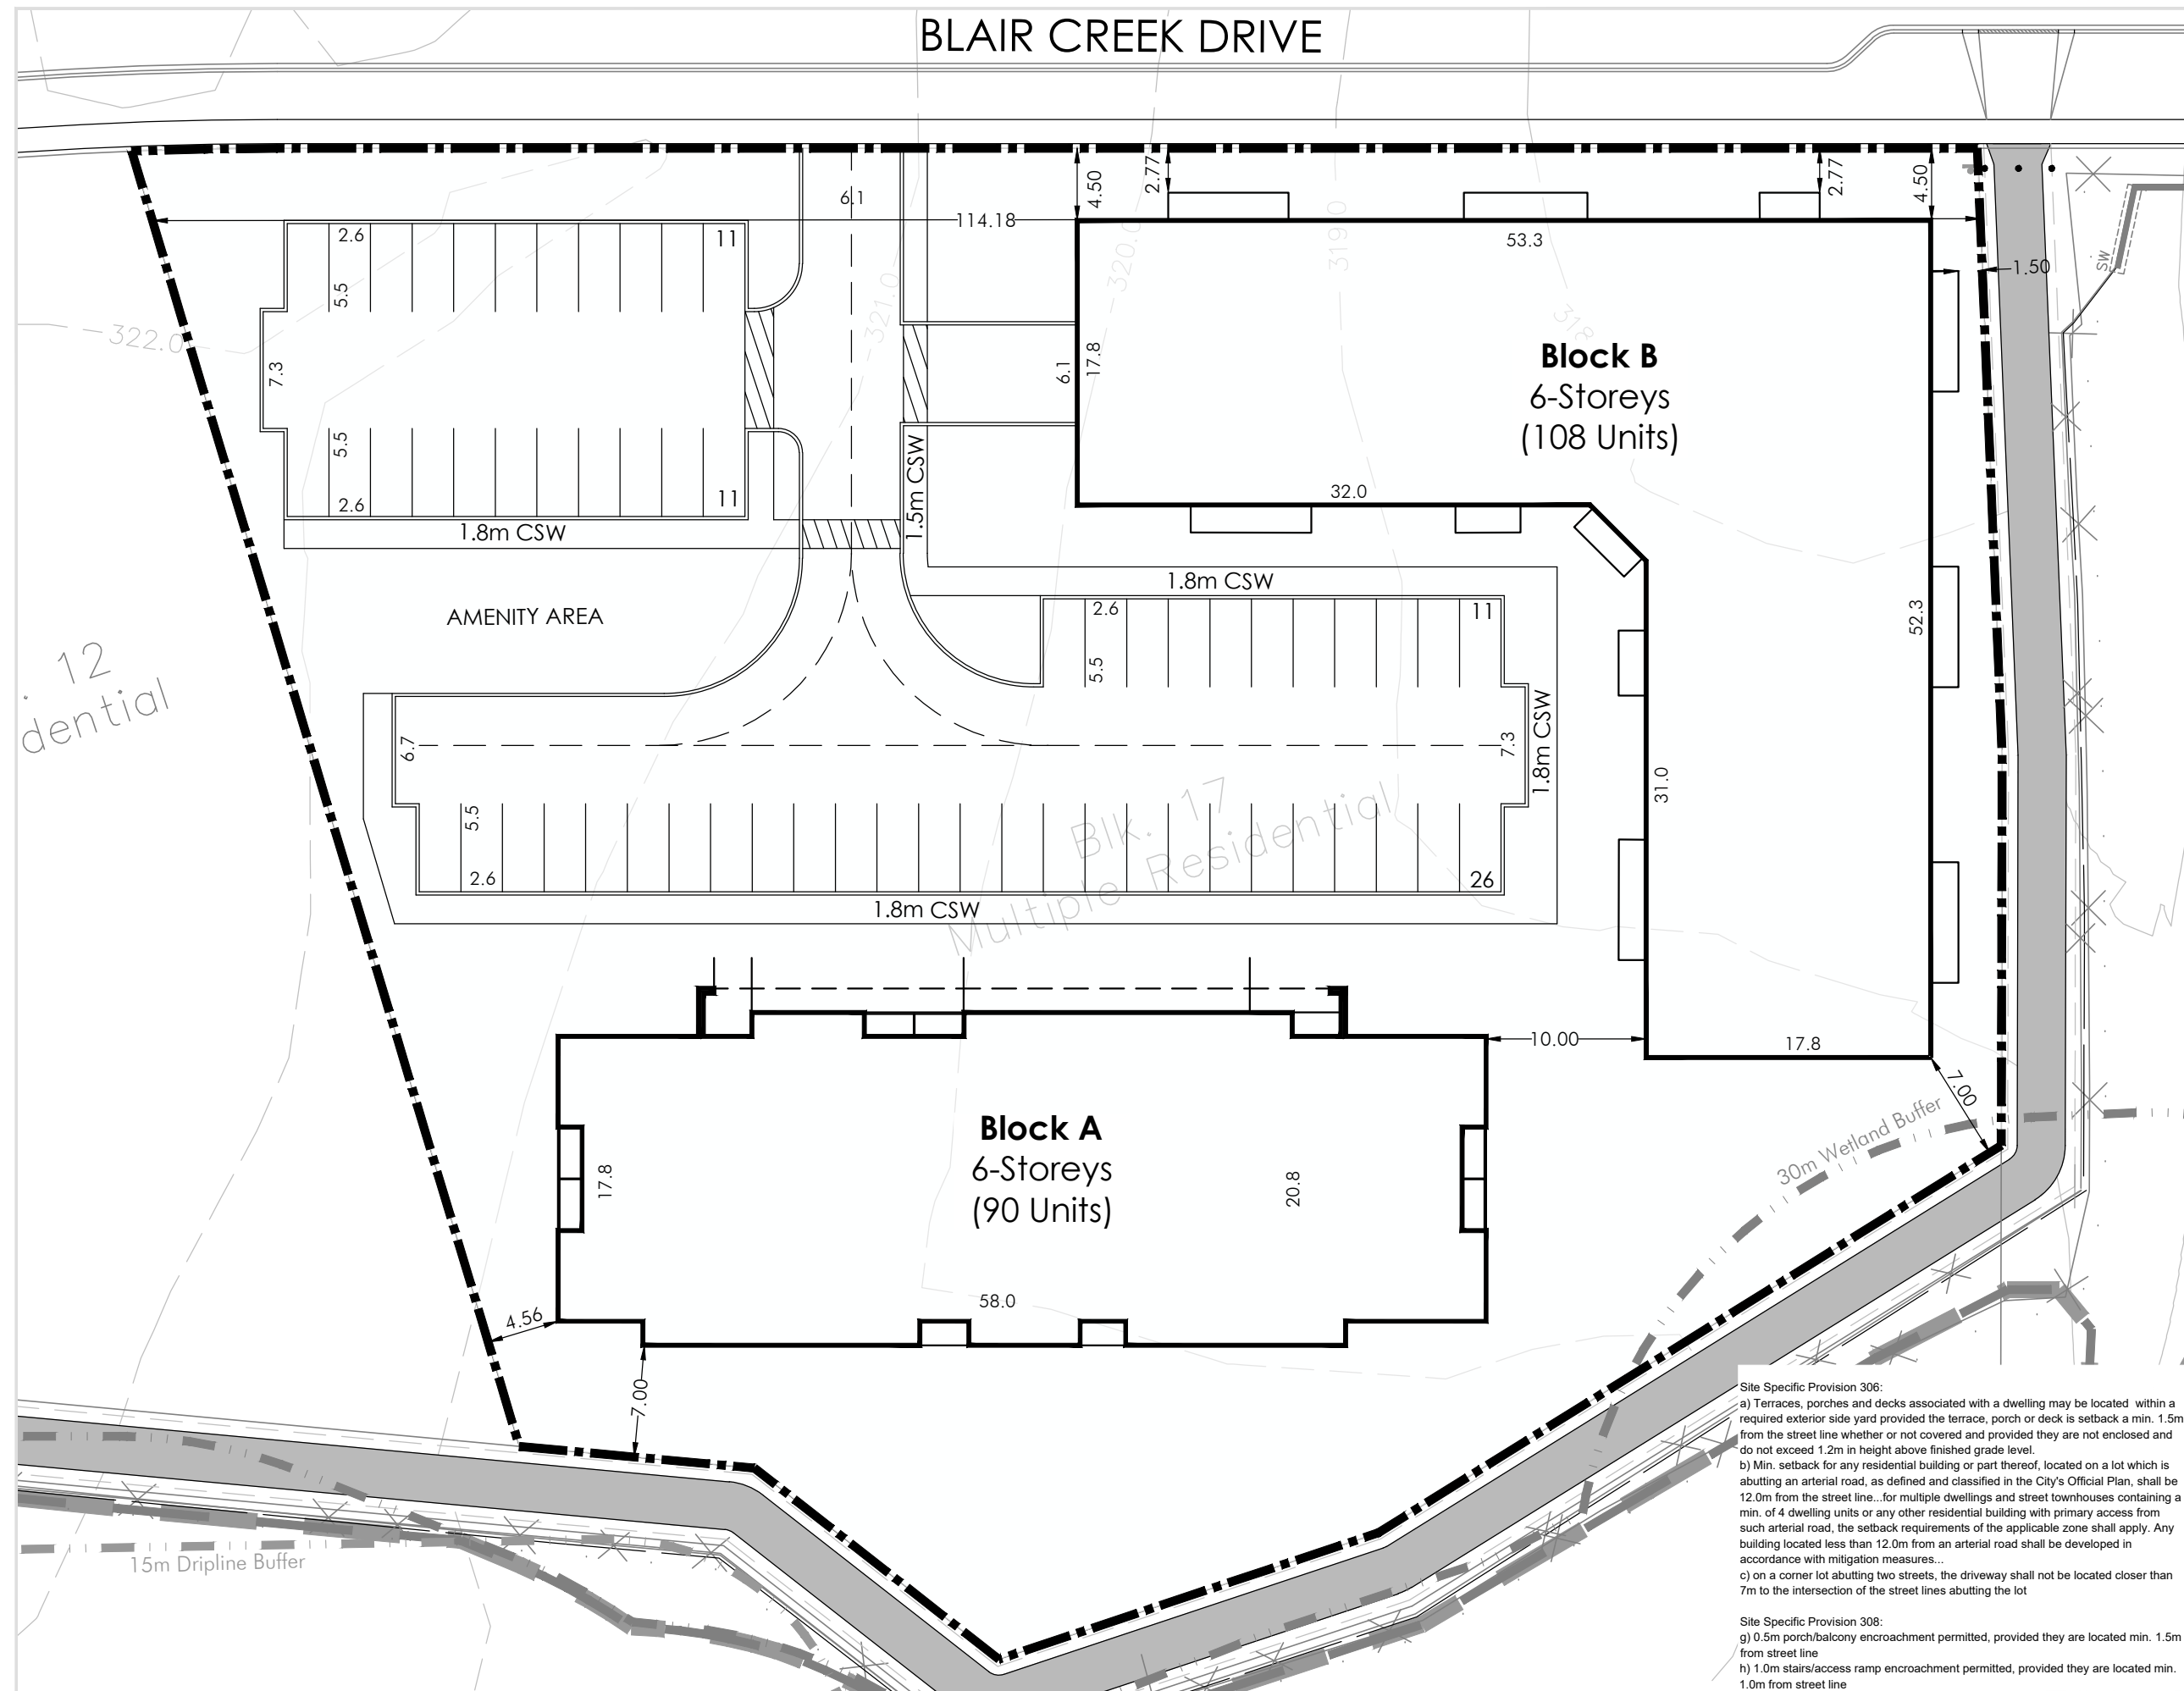 BLAIR CREEK DRIVE
4.50
2.77
2.77
4.50
6.1
114.18
53.3
1.50
SW
2.6
11
5.5
322.0
321.0
320.0
319.0
7.3
6.1
17.8
Block B
6-Storeys
(108 Units)
5.5
2.6
11
1.8m CSW
1.5m CSW
32.0
AMENITY AREA
1.8m CSW
2.6
11
5.5
52.3
12
dential
6.7
7.3
1.8m CSW
31.0
5.5
2.6
26
Blk. 17
Multiple Residential
1.8m CSW
10.00
17.8
7.00
30m Wetland Buffer
Block A
6-Storeys
(90 Units)
17.8
20.8
58.0
4.56
7.00
15m Dripline Buffer
Site Specific Provision 306:
a) Terraces, porches and decks associated with a dwelling may be located within a
required exterior side yard provided the terrace, porch or deck is setback a min. 1.5m
from the street line whether or not covered and provided they are not enclosed and
do not exceed 1.2m in height above finished grade level.
b) Min. setback for any residential building or part thereof, located on a lot which is
abutting an arterial road, as defined and classified in the City's Official Plan, shall be
12.0m from the street line...for multiple dwellings and street townhouses containing a
min. of 4 dwelling units or any other residential building with primary access from
such arterial road, the setback requirements of the applicable zone shall apply. Any
building located less than 12.0m from an arterial road shall be developed in
accordance with mitigation measures...
c) on a corner lot abutting two streets, the driveway shall not be located closer than
7m to the intersection of the street lines abutting the lot
Site Specific Provision 308:
g) 0.5m porch/balcony encroachment permitted, provided they are located min. 1.5m
from street line
h) 1.0m stairs/access ramp encroachment permitted, provided they are located min.
1.0m from street line